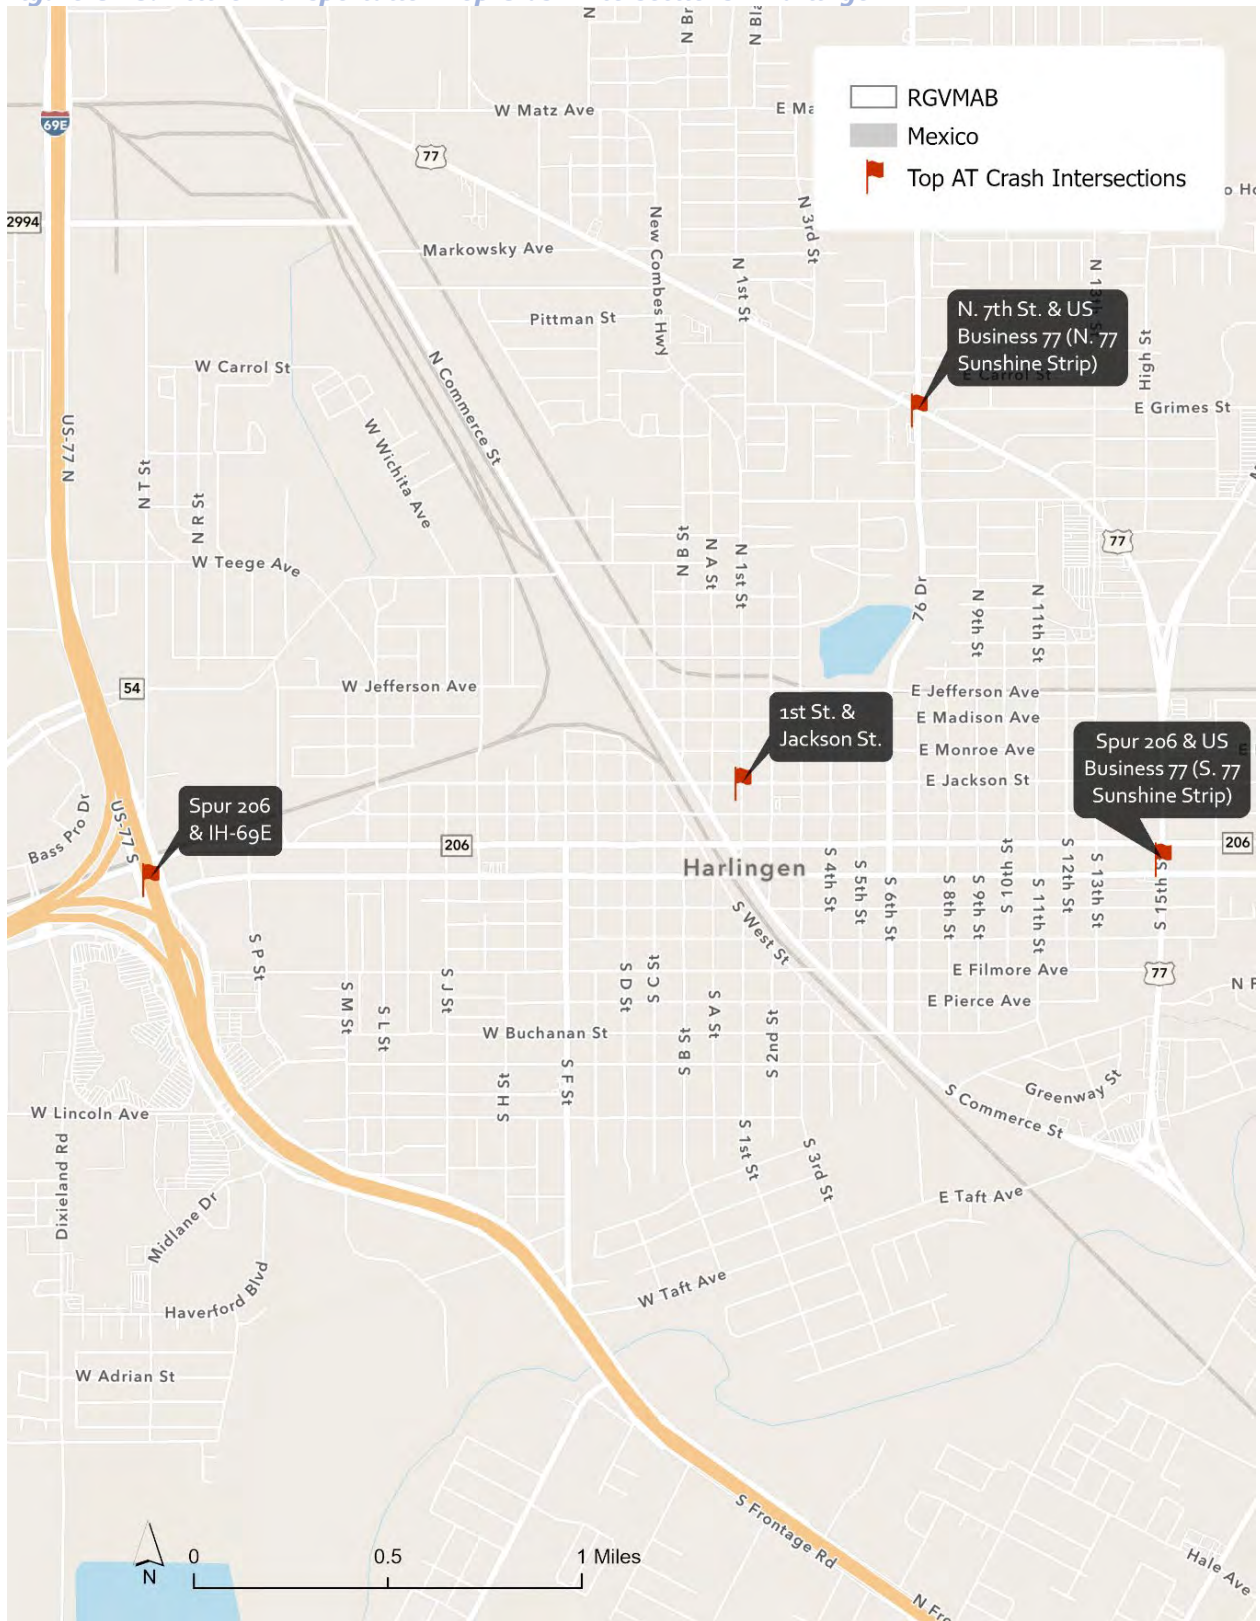 N Br
N
W Matz Ave
E Ma
RGVMAB
Mexico
Top AT Crash Intersections
69E
77
2994
Markowsky Ave
New Combes Hwy
N 3rd St
N 1st St
Pittman St
N. 7th St. & US
Business 77 (N. 77
Sunshine Strip)
High St
W Carrol St
N Commerce St
E Carrol St
E Grimes St
US-77 N
W Wichita Ave
N T St
N R St
N B St
N A St
N 1st St
77
W Teege Ave
76 Dr
N 9th St
N 11th St
54
W Jefferson Ave
E Jefferson Ave
1st St. &
Jackson St.
E Madison Ave
E Monroe Ave
E Jackson St
Spur 206 & US
Business 77 (S. 77
Sunshine Strip)
Spur 206
& IH-69E
Bass Pro Dr
US-77 S
206
206
Harlingen
S 4th St
S 5th St
S 6th St
S 8th St
S 9th St
S 10th St
S 11th St
S 12th St
S 13th St
S 15th S
S West St
S P St
S M St
S L St
S J St
S D St
S C St
S B St
S A St
S 2nd St
E Filmore Ave
77
E Pierce Ave
W Buchanan St
S H St
S F St
Greenway St
S Commerce St
W Lincoln Ave
Dixieland Rd
S 1st St
S 3rd St
E Taft Ave
Midlane Dr
Haverford Blvd
W Taft Ave
W Adrian St
S Frontage Rd
Hale Ave
N Fro
N
0
0.5
1 Miles